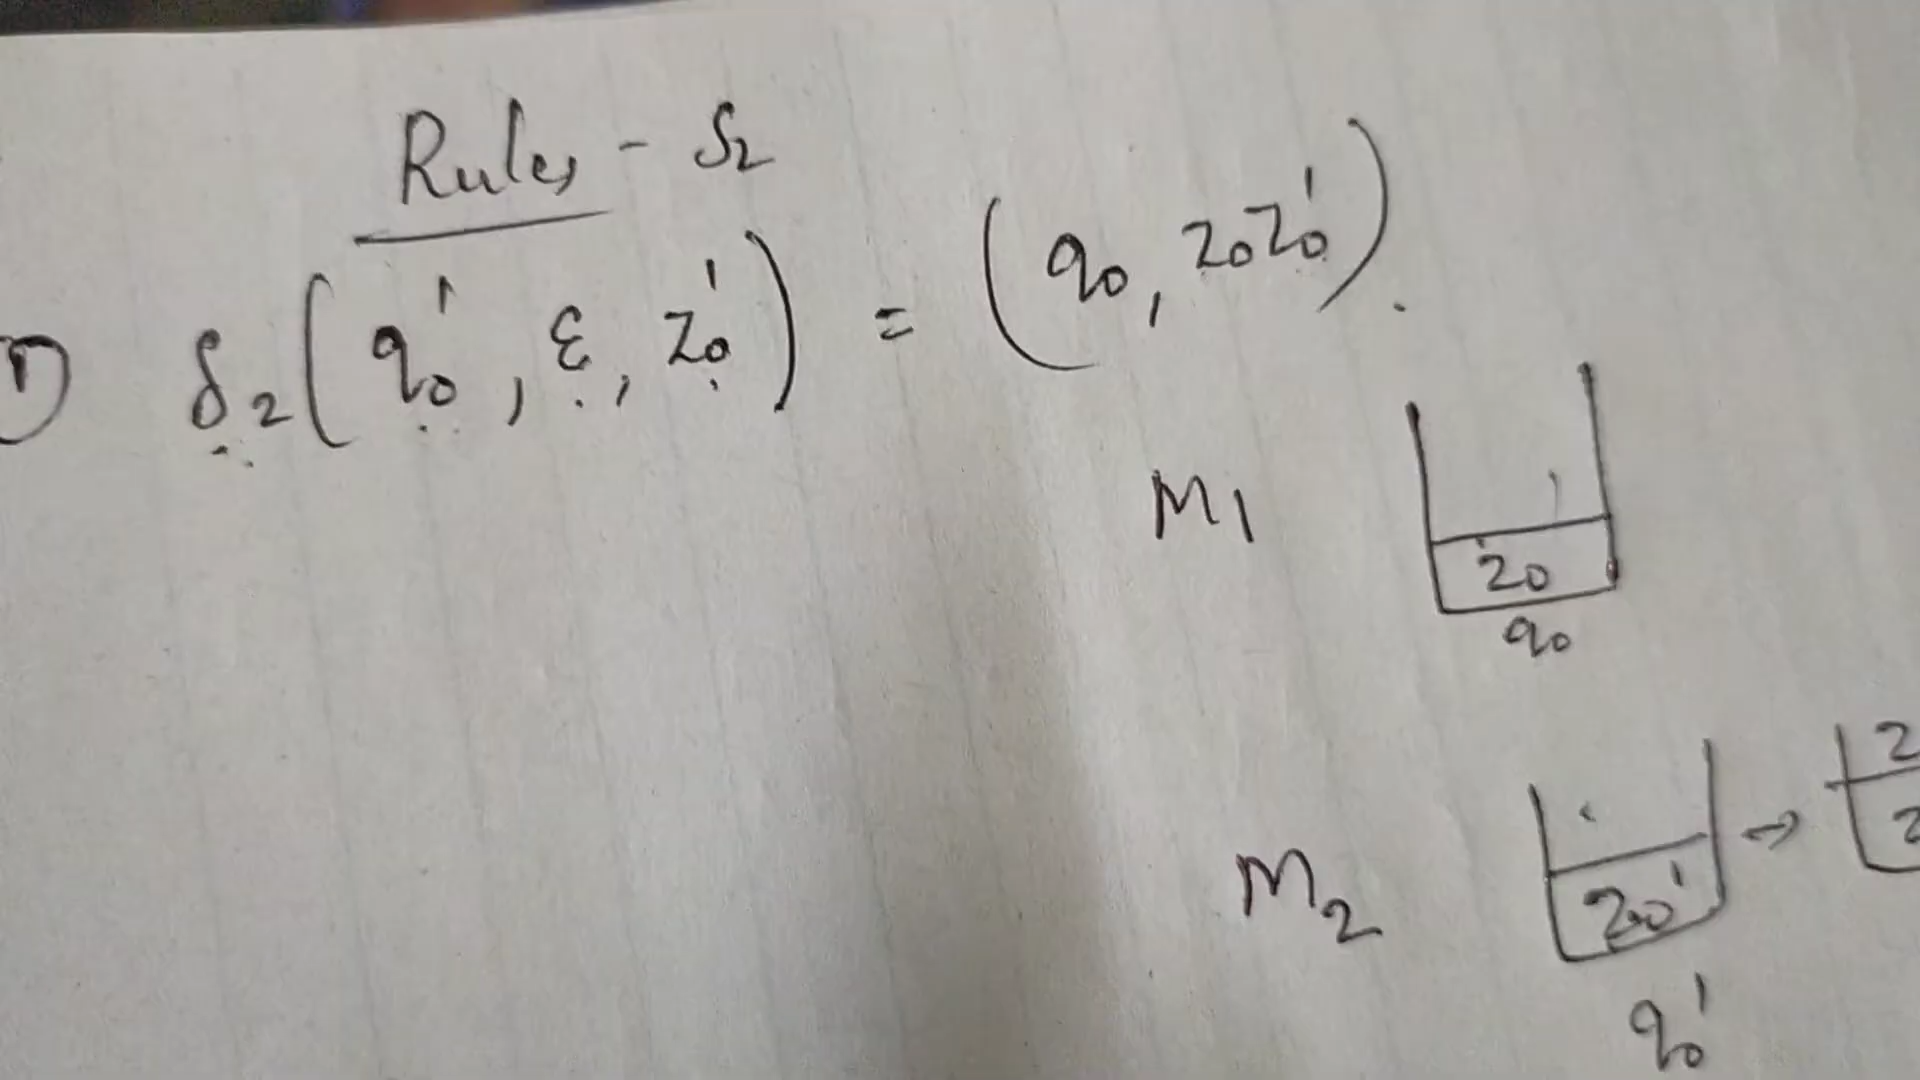 Rules - δ2
1) δ2(q0', ε, z0') = (q0, z0z0').
M1
z0
q0
M2
z0' →
q0'